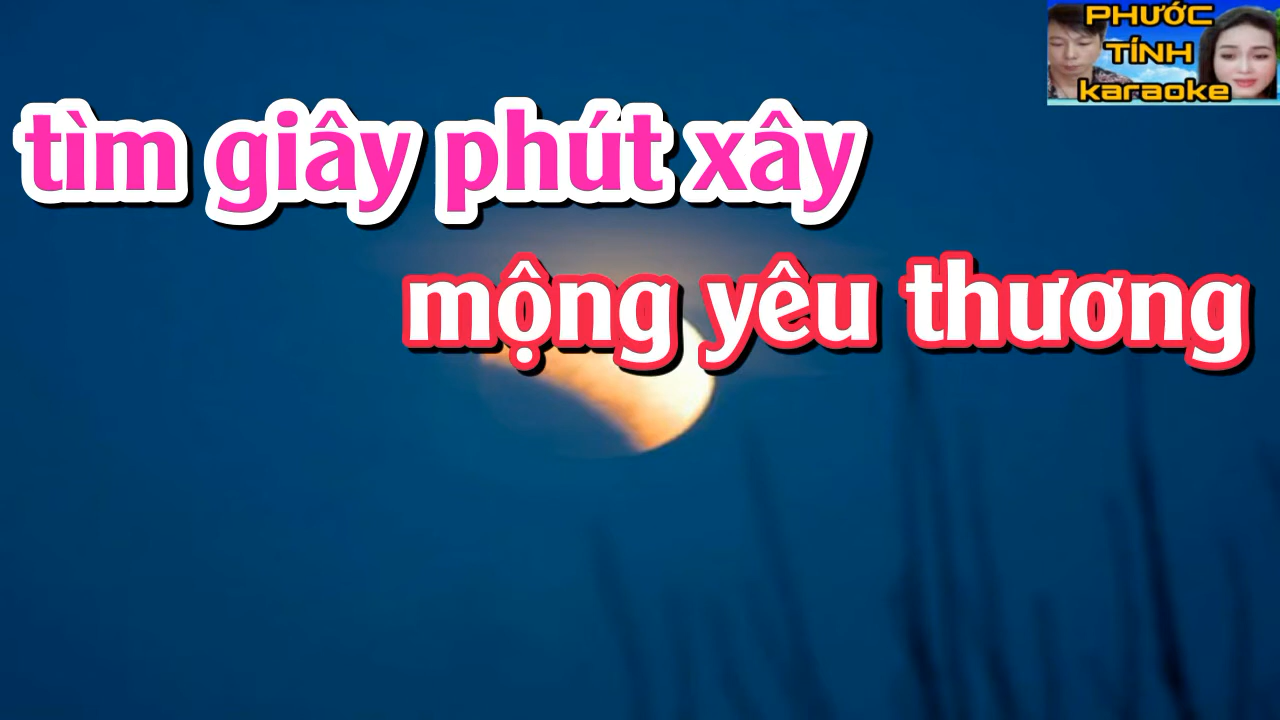 PHƯỚC
TÍNH
karaoke
tìm giây phút xây
mộng yêu thương